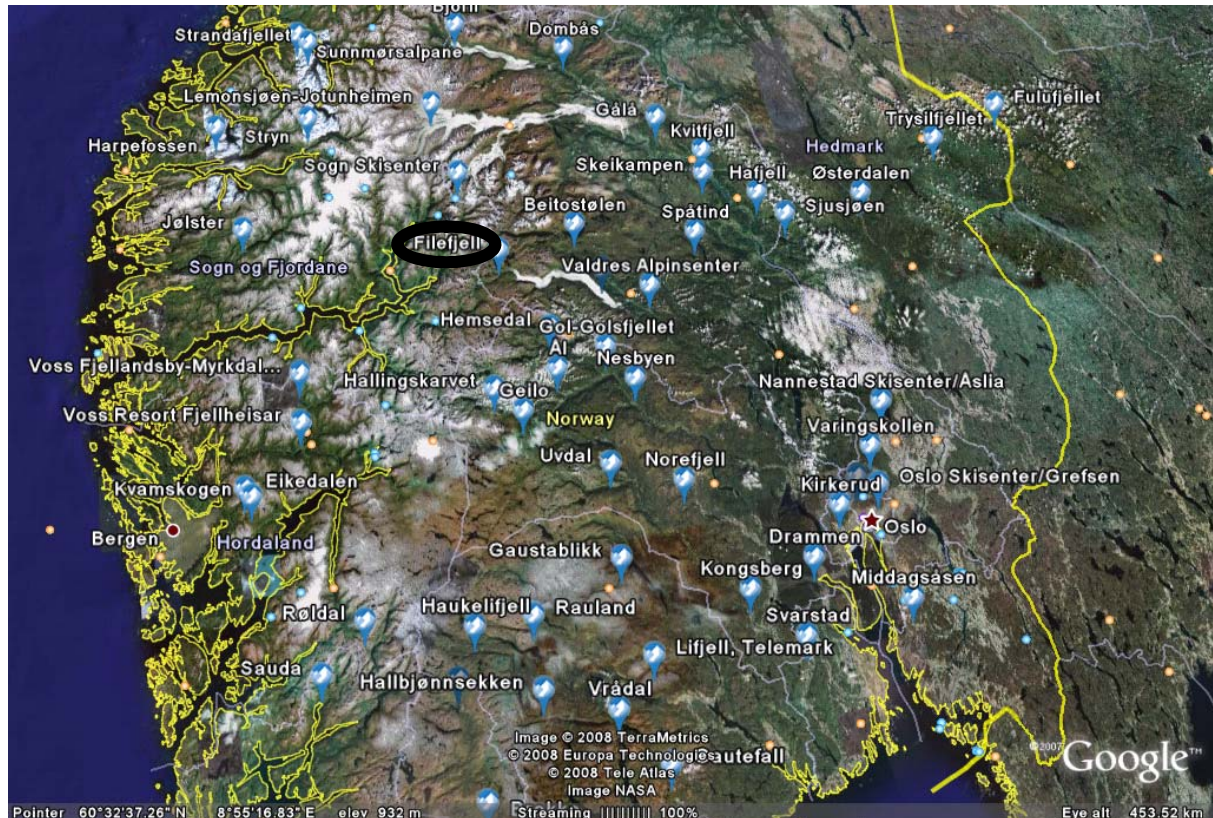 Bjorli
Strandafjellet
Dombås
Sunnmørsalpane
Lemonsjøen-Jotunheimen
Gålå
Fulufjellet
Trysilfjellet
Harpefossen
Stryn
Kvitfjell
Hedmark
Sogn Skisenter
Skeikampen
Hafjell
Østerdalen
Jølster
Beitostølen
Spåtind
Sjusjøen
Filefjell
Sogn og Fjordane
Valdres Alpinsenter
Hemsedal
Gol-Golsfjellet
Ål
Nesbyen
Voss Fjellandsby-Myrkdal...
Hallingskarvet
Geilo
Nannestad Skisenter/Åslia
Voss Resort Fjellheisar
Norway
Varingskollen
Uvdal
Norefjell
Oslo Skisenter/Grefsen
Kvamskogen
Eikedalen
Kirkerud
Bergen
Hordaland
Drammen
Oslo
Gaustablikk
Kongsberg
Middagsåsen
Røldal
Haukelifjell
Rauland
Svarstad
Lifjell, Telemark
Sauda
Hallbjønnsekken
Vrådal
Image © 2008 TerraMetrics
© 2008 Europa Technologies
autefall
© 2008 Tele Atlas
Image NASA
©2007 Google™
Pointer 60°32'37.26" N 8°55'16.83" E elev 932 m Streaming |||||||||| 100% Eye alt 453.52 km